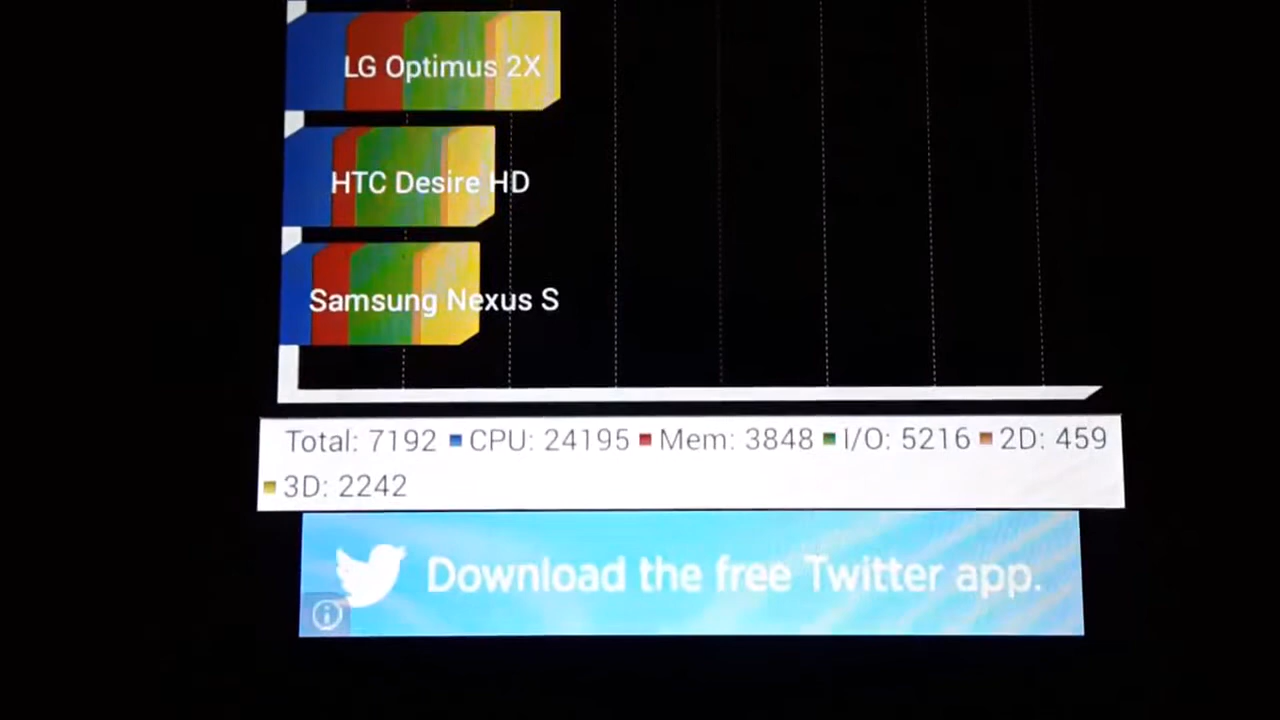 LG Optimus 2X
HTC Desire HD
Samsung Nexus S
Total: 7192 CPU: 24195 Mem: 3848 I/O: 5216 2D: 459
3D: 2242
Download the free Twitter app.